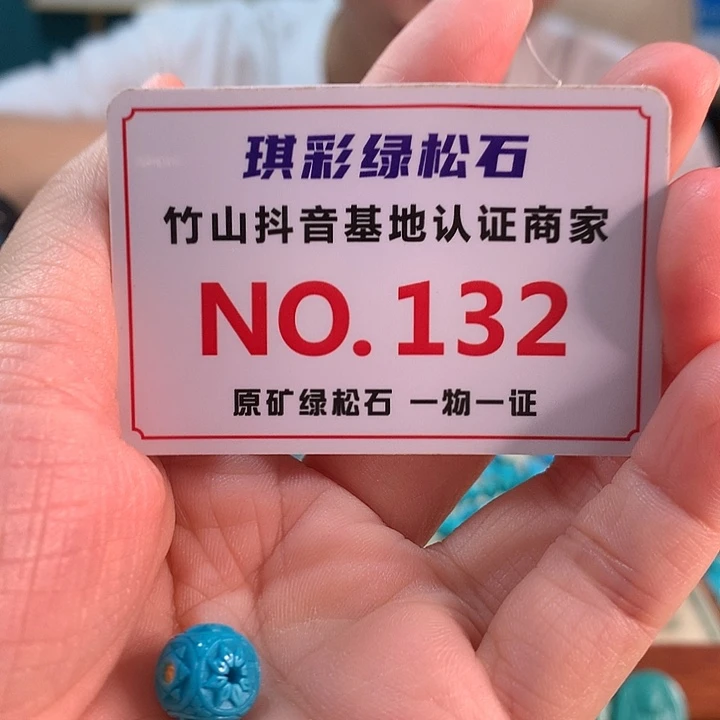 琪彩绿松石
竹山抖音基地认证商家
NO.132
原矿绿松石 一物一证